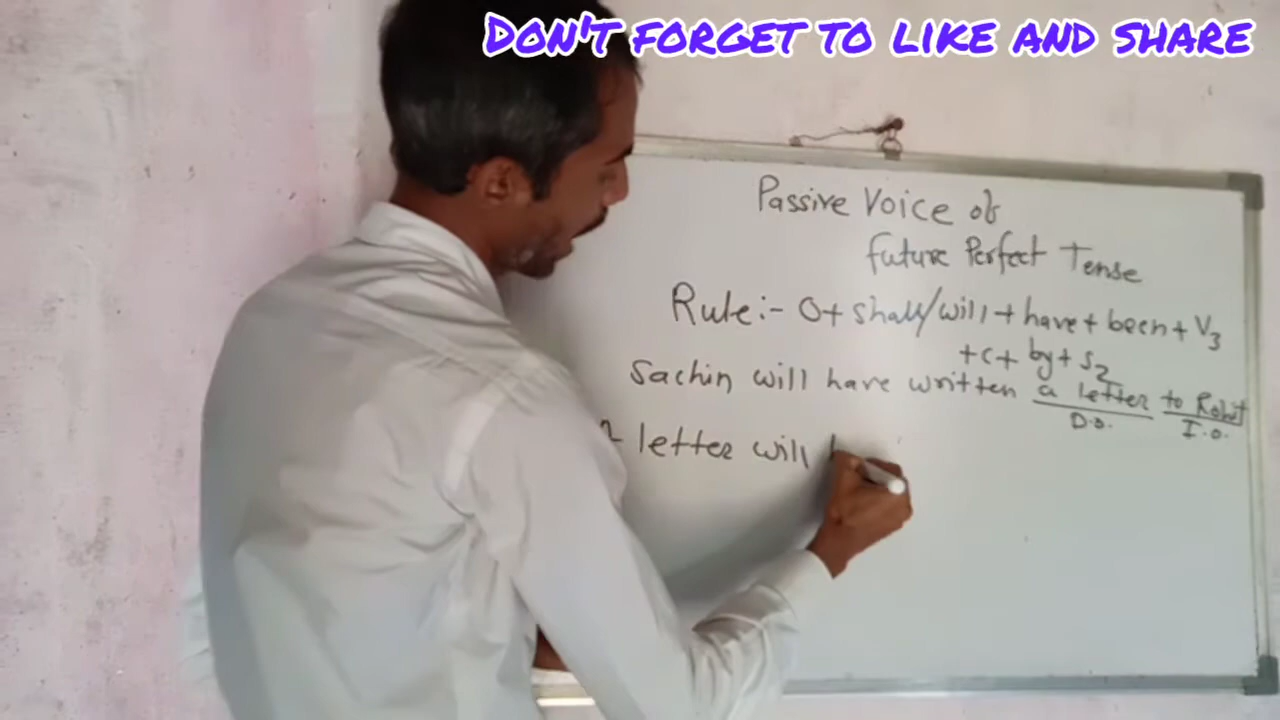 DON'T FORGET TO LIKE AND SHARE
Passive Voice of
future Perfect Tense
Rule:- O+ shall/will + have + been + V3
+c+ by + S2
Sachin will have written a letter to Rohit
D.O. I.O.
letter will